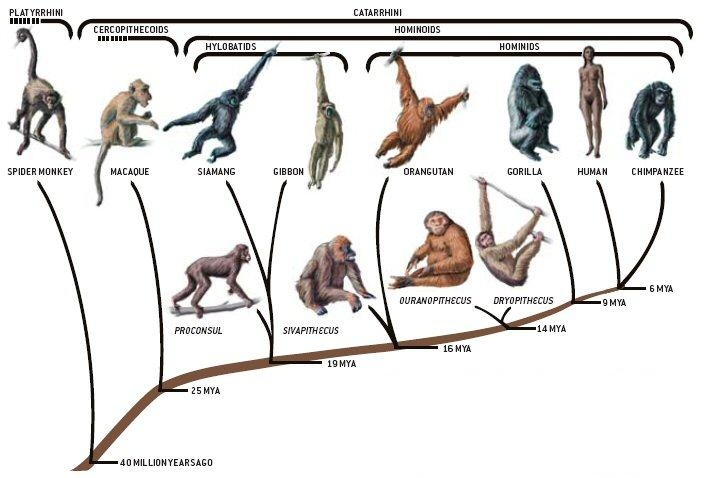 PLATYRRHINI
CATARRHINI
CERCOPITHECOIDS
HOMINOIDS
HYLOBATIDS
HOMINIDS
SPIDER MONKEY
MACAQUE
SIAMANG
GIBBON
ORANGUTAN
GORILLA
HUMAN
CHIMPANZEE
PROCONSUL
SIVAPITHECUS
OURANOPITHECUS
DRYOPITHECUS
6 MYA
9 MYA
14 MYA
16 MYA
19 MYA
25 MYA
40 MILLION YEARS AGO